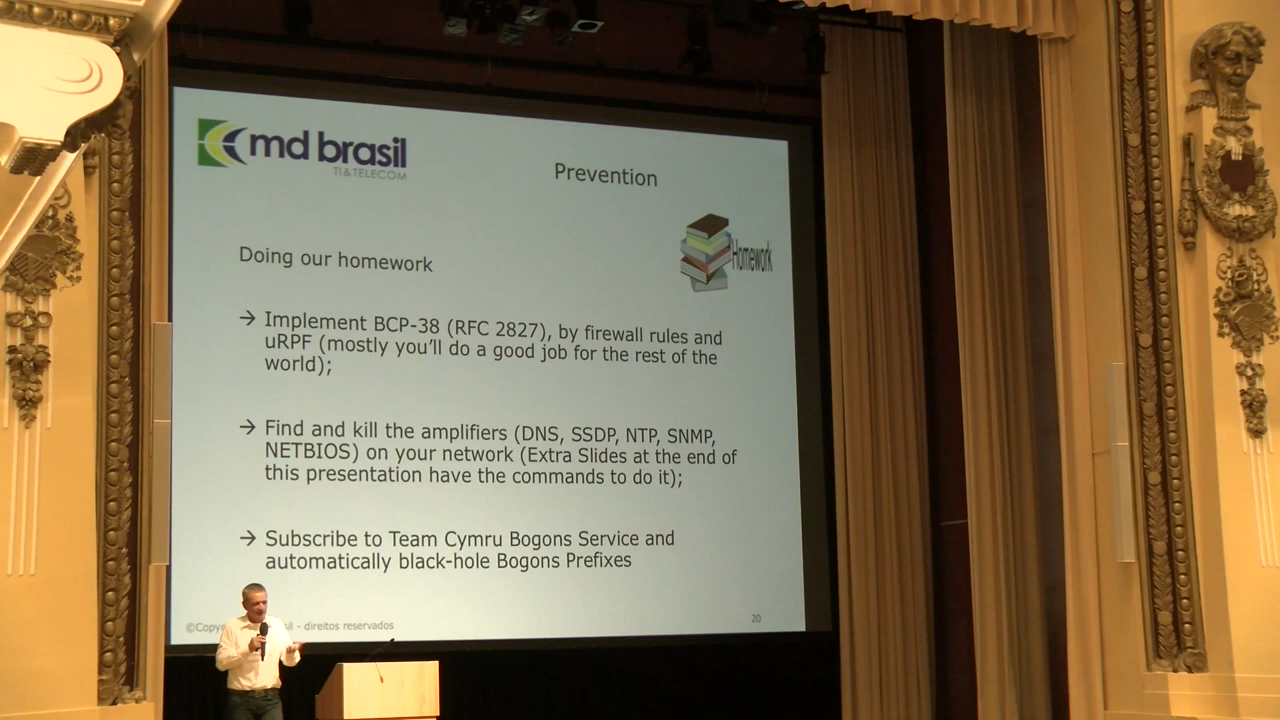 md brasil
TI & TELECOM
Prevention
Homework
Doing our homework
→ Implement BCP-38 (RFC 2827), by firewall rules and
uRPF (mostly you'll do a good job for the rest of the
world);
→ Find and kill the amplifiers (DNS, SSDP, NTP, SNMP,
NETBIOS) on your network (Extra Slides at the end of
this presentation have the commands to do it);
→ Subscribe to Team Cymru Bogons Service and
automatically black-hole Bogons Prefixes
- direitos reservados
20